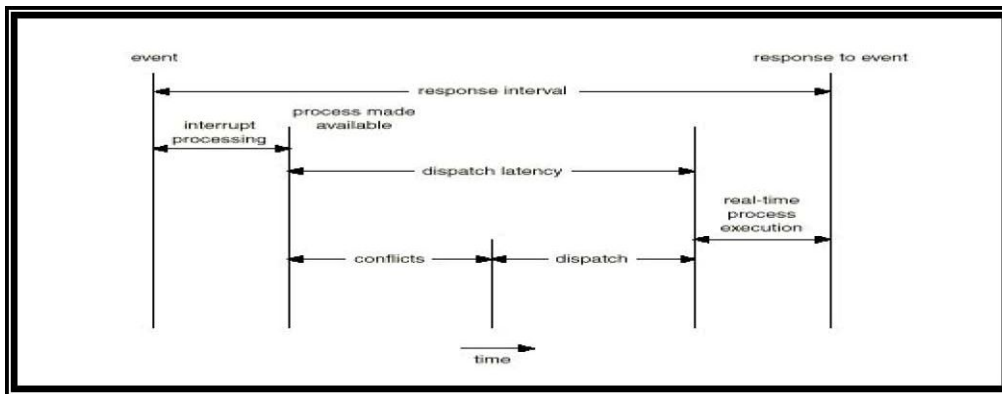 event
response to event
response interval
process made
available
interrupt
processing
dispatch latency
real-time
process
execution
conflicts
dispatch
time